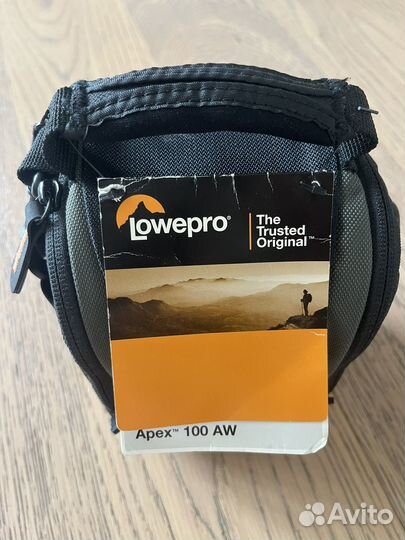 Lowepro®
The
Trusted
Original™
Apex™ 100 AW
Avito